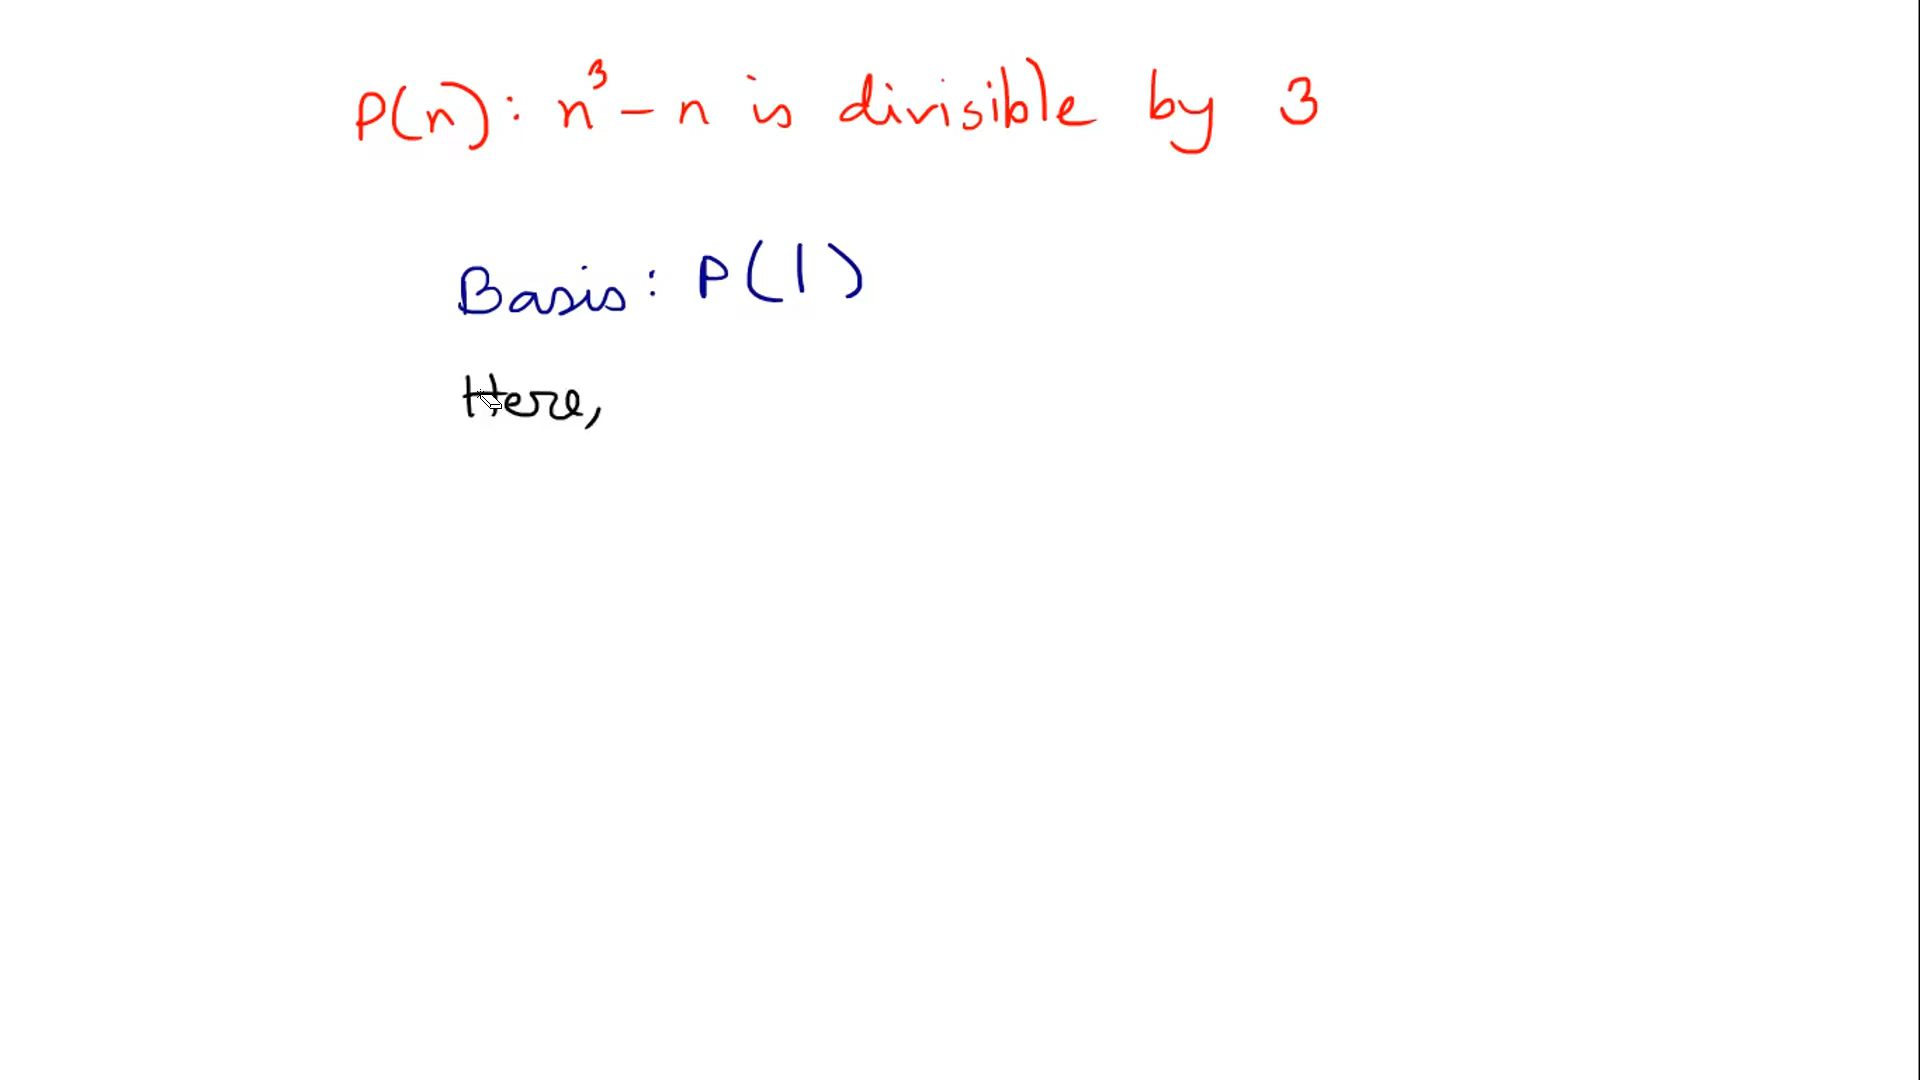 P(n): n³ - n is divisible by 3
Basis: P(1)
Here,